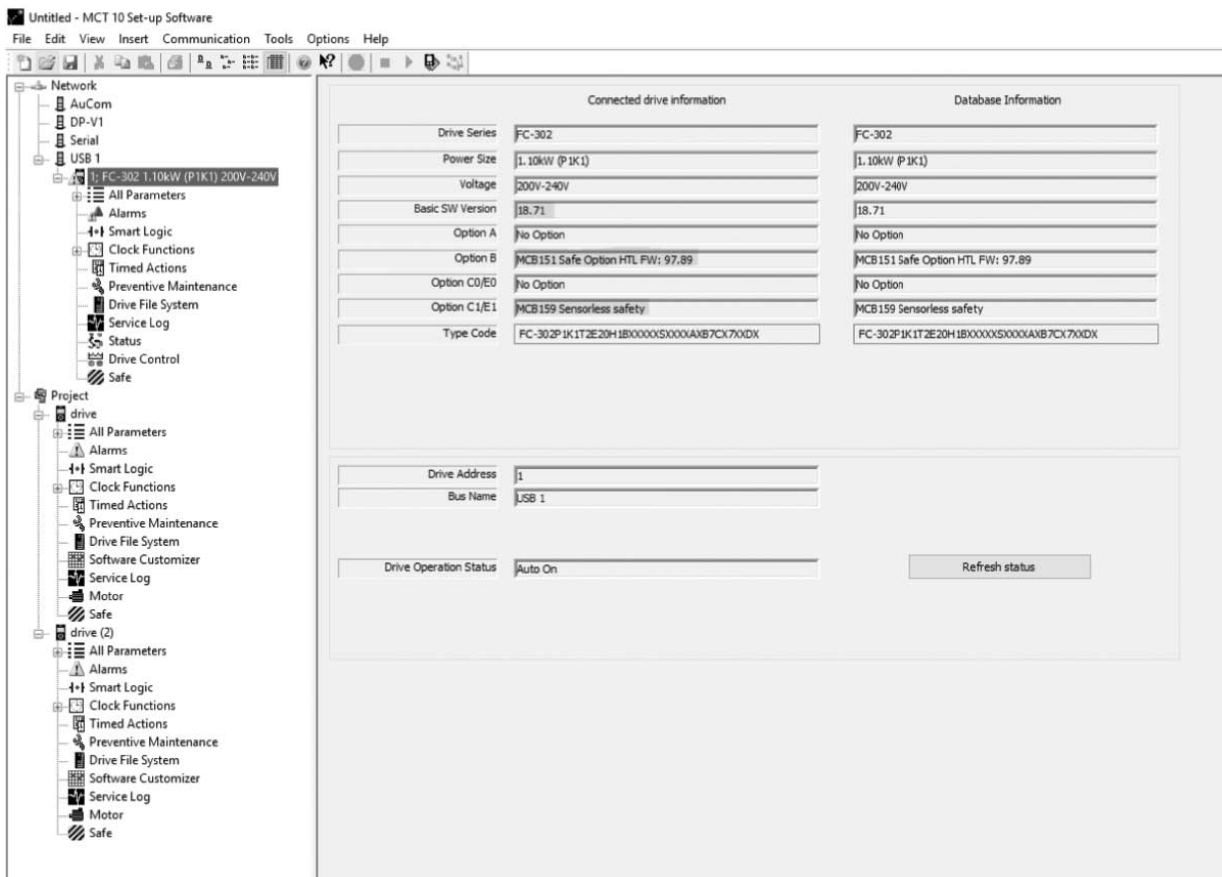 Untitled - MCT 10 Set-up Software
File Edit View Insert Communication Tools Options Help
Network
AuCom
DP-V1
Serial
USB 1
1; FC-302 1.10kW (P1K1) 200V-240V
All Parameters
Alarms
Smart Logic
Clock Functions
Timed Actions
Preventive Maintenance
Drive File System
Service Log
Status
Drive Control
Safe
Project
drive
All Parameters
Alarms
Smart Logic
Clock Functions
Timed Actions
Preventive Maintenance
Drive File System
Software Customizer
Service Log
Motor
Safe
drive (2)
All Parameters
Alarms
Smart Logic
Clock Functions
Timed Actions
Preventive Maintenance
Drive File System
Software Customizer
Service Log
Motor
Safe
Connected drive information Database Information
Drive Series FC-302 FC-302
Power Size 1.10kW (P1K1) 1.10kW (P1K1)
Voltage 200V-240V 200V-240V
Basic SW Version 18.71 18.71
Option A No Option No Option
Option B MCB151 Safe Option HTL FW: 97.89 MCB151 Safe Option HTL FW: 97.89
Option C0/E0 No Option No Option
Option C1/E1 MCB159 Sensorless safety MCB159 Sensorless safety
Type Code FC-302P1K1T2E20H1BXXXXXSXXXXAXB7CX7XXDX FC-302P1K1T2E20H1BXXXXXSXXXXAXB7CX7XXDX
Drive Address 1
Bus Name USB 1
Drive Operation Status Auto On Refresh status